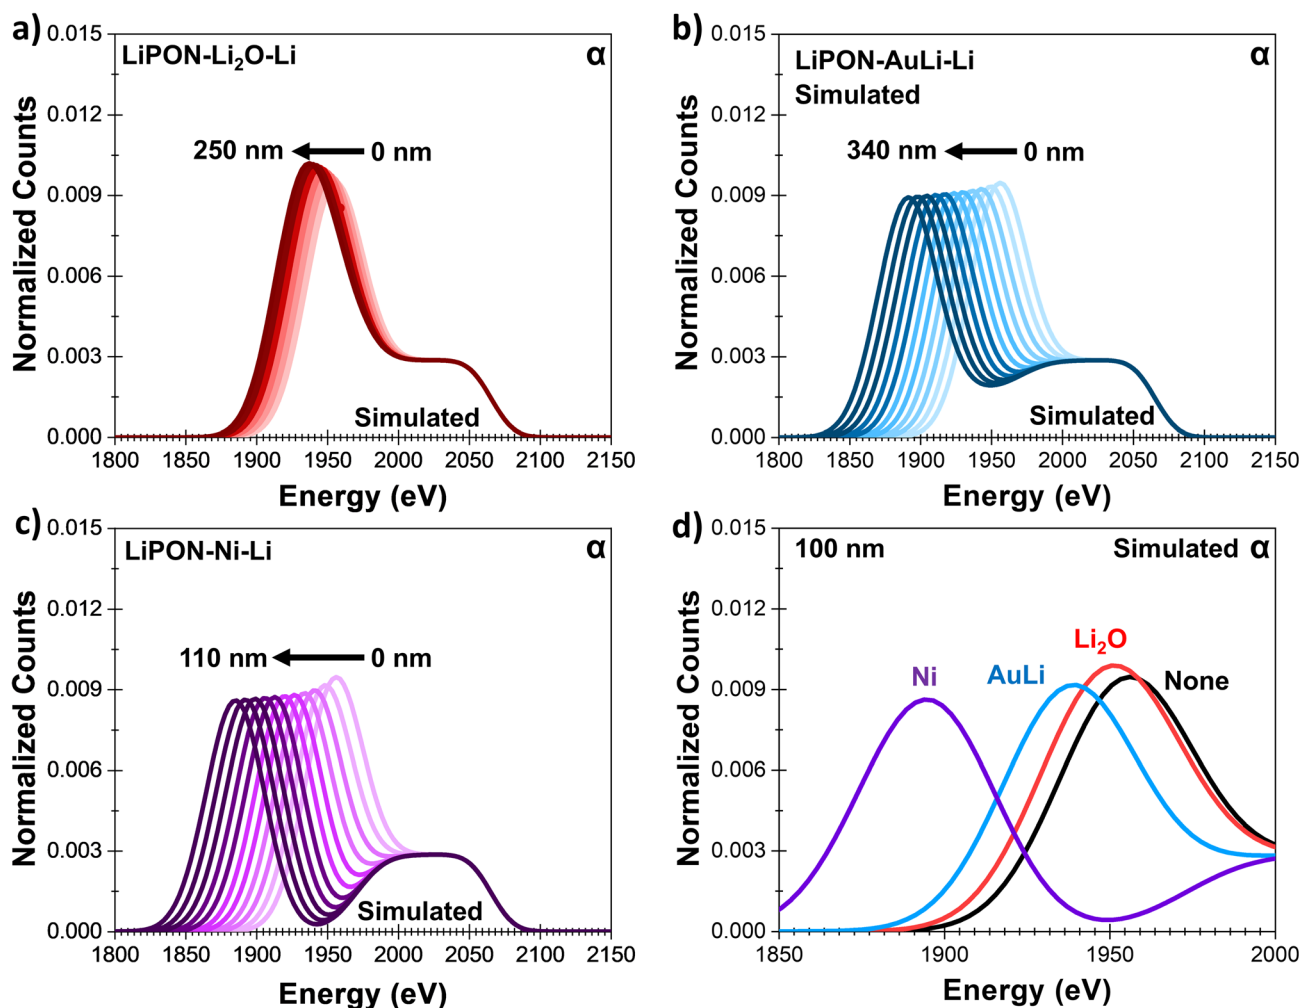 a)
LiPON-Li₂O-Li
α
250 nm
0 nm
Simulated
Normalized Counts
0.015
0.012
0.009
0.006
0.003
0.000
1800 1850 1900 1950 2000 2050 2100 2150
Energy (eV)
b)
LiPON-AuLi-Li
Simulated
α
340 nm
0 nm
Simulated
Normalized Counts
0.015
0.012
0.009
0.006
0.003
0.000
1800 1850 1900 1950 2000 2050 2100 2150
Energy (eV)
c)
LiPON-Ni-Li
α
110 nm
0 nm
Simulated
Normalized Counts
0.015
0.012
0.009
0.006
0.003
0.000
1800 1850 1900 1950 2000 2050 2100 2150
Energy (eV)
d)
100 nm
Simulated α
Ni
AuLi
Li₂O
None
Normalized Counts
0.015
0.012
0.009
0.006
0.003
0.000
1850 1900 1950 2000
Energy (eV)